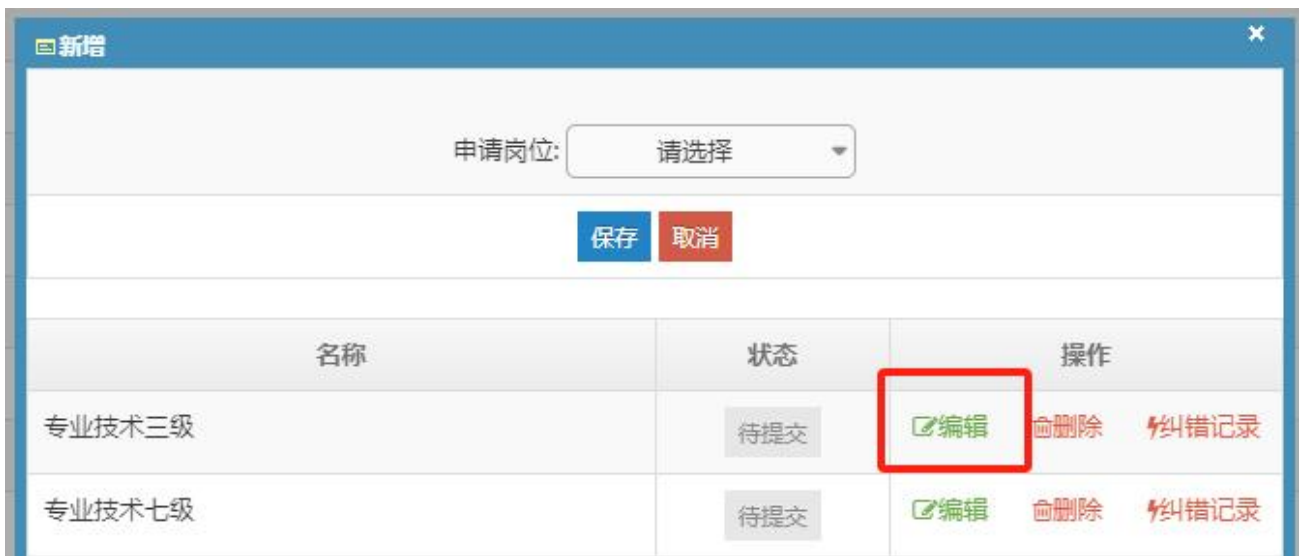 新增
申请岗位: 请选择
保存 取消
名称 状态 操作
专业技术三级 待提交 编辑 删除 纠错记录
专业技术七级 待提交 编辑 删除 纠错记录